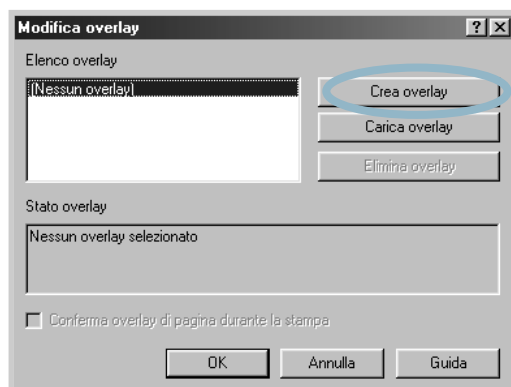 Modifica overlay
Elenco overlay
(Nessun overlay)
Crea overlay
Carica overlay
Elimina overlay
Stato overlay
Nessun overlay selezionato
Conferma overlay di pagina durante la stampa
OK Annulla Guida